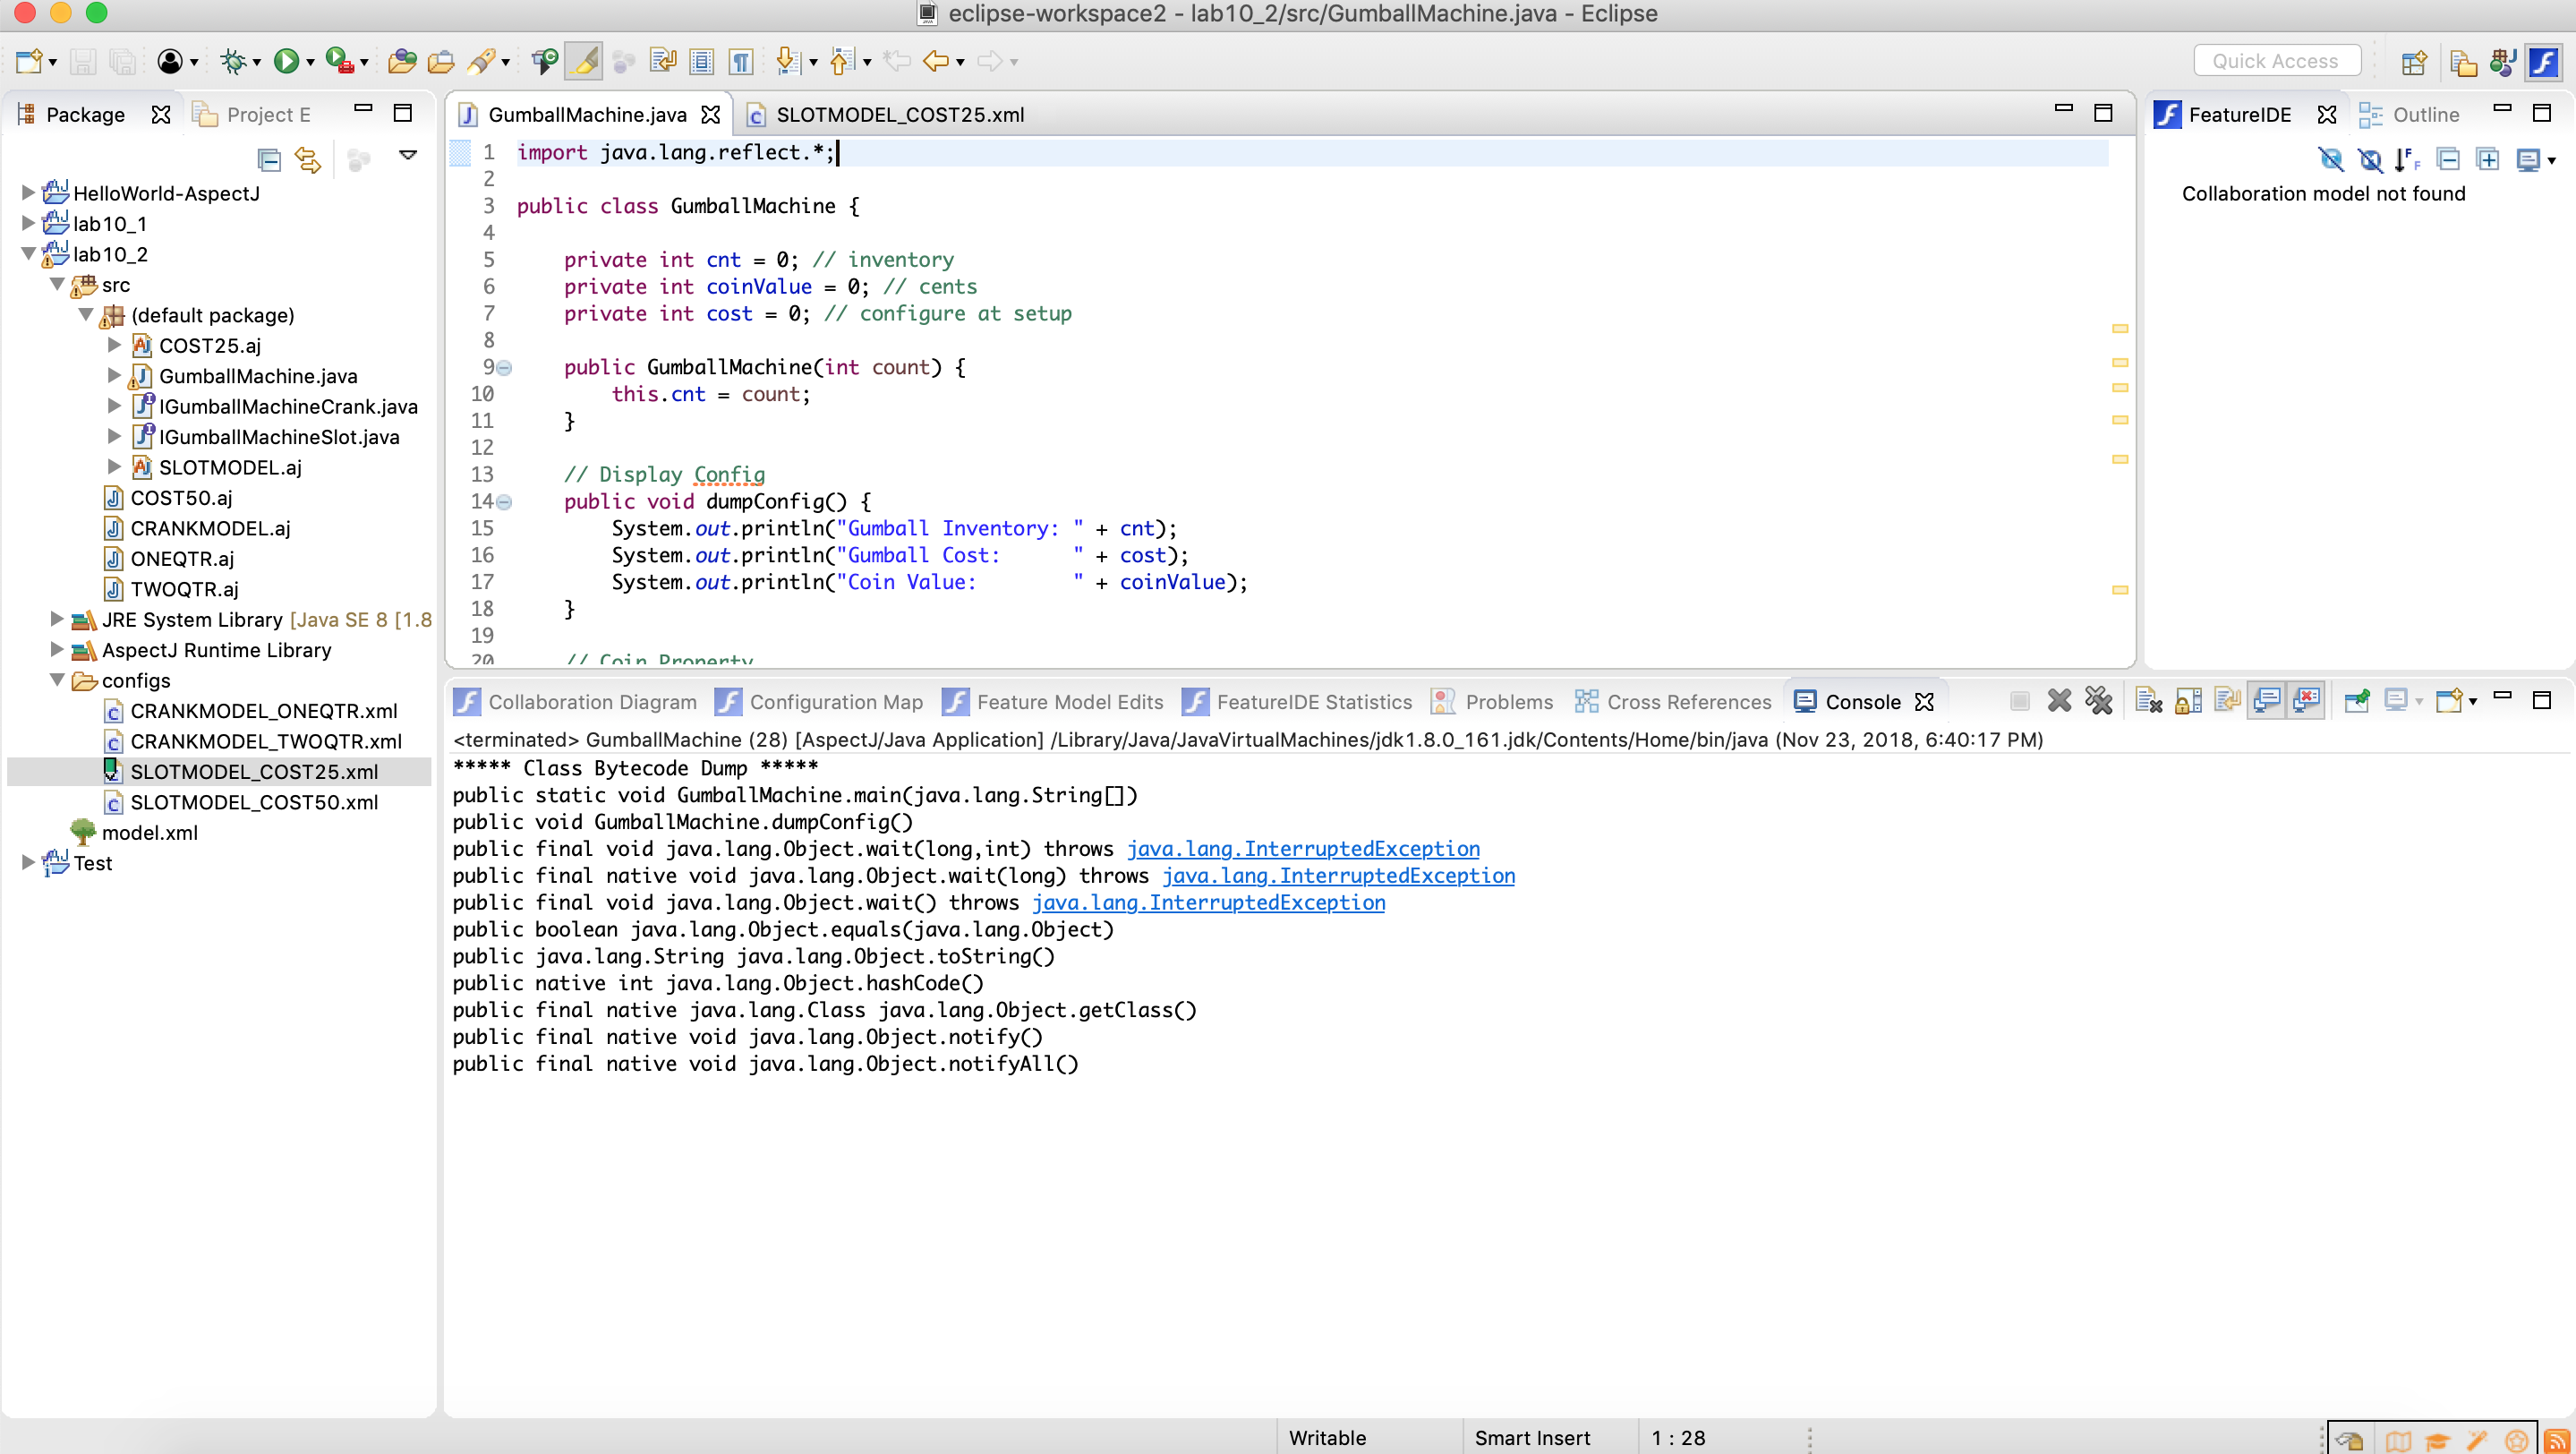 eclipse-workspace2 - lab10_2/src/GumballMachine.java - Eclipse
Quick Access
Package
Project E
GumballMachine.java
SLOTMODEL_COST25.xml
FeatureIDE
Outline
HelloWorld-AspectJ
lab10_1
lab10_2
src
(default package)
COST25.aj
GumballMachine.java
IGumballMachineCrank.java
IGumballMachineSlot.java
SLOTMODEL.aj
COST50.aj
CRANKMODEL.aj
ONEQTR.aj
TWOQTR.aj
JRE System Library [Java SE 8 [1.8
AspectJ Runtime Library
configs
CRANKMODEL_ONEQTR.xml
CRANKMODEL_TWOQTR.xml
SLOTMODEL_COST25.xml
SLOTMODEL_COST50.xml
model.xml
Test
1 import java.lang.reflect.*;
2
3 public class GumballMachine {
4
5 private int cnt = 0; // inventory
6 private int coinValue = 0; // cents
7 private int cost = 0; // configure at setup
8
9 public GumballMachine(int count) {
10 this.cnt = count;
11 }
12
13 // Display Config
14 public void dumpConfig() {
15 System.out.println("Gumball Inventory: " + cnt);
16 System.out.println("Gumball Cost:      " + cost);
17 System.out.println("Coin Value:        " + coinValue);
18 }
19
20 // Coin Property
Collaboration model not found
Collaboration Diagram
Configuration Map
Feature Model Edits
FeatureIDE Statistics
Problems
Cross References
Console
<terminated> GumballMachine (28) [AspectJ/Java Application] /Library/Java/JavaVirtualMachines/jdk1.8.0_161.jdk/Contents/Home/bin/java (Nov 23, 2018, 6:40:17 PM)
***** Class Bytecode Dump *****
public static void GumballMachine.main(java.lang.String[])
public void GumballMachine.dumpConfig()
public final void java.lang.Object.wait(long,int) throws java.lang.InterruptedException
public final native void java.lang.Object.wait(long) throws java.lang.InterruptedException
public final void java.lang.Object.wait() throws java.lang.InterruptedException
public boolean java.lang.Object.equals(java.lang.Object)
public java.lang.String java.lang.Object.toString()
public native int java.lang.Object.hashCode()
public final native java.lang.Class java.lang.Object.getClass()
public final native void java.lang.Object.notify()
public final native void java.lang.Object.notifyAll()
Writable
Smart Insert
1 : 28